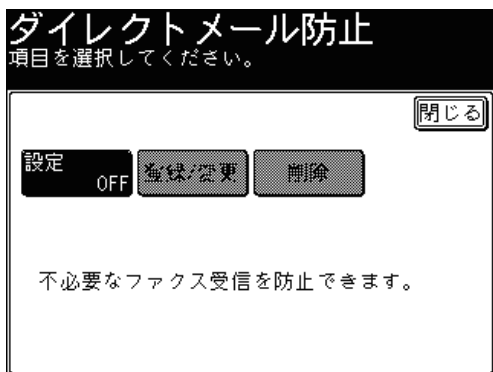 ダイレクトメール防止
項目を選択してください。
閉じる
設定
OFF
登録/変更
削除
不必要なファクス受信を防止できます。